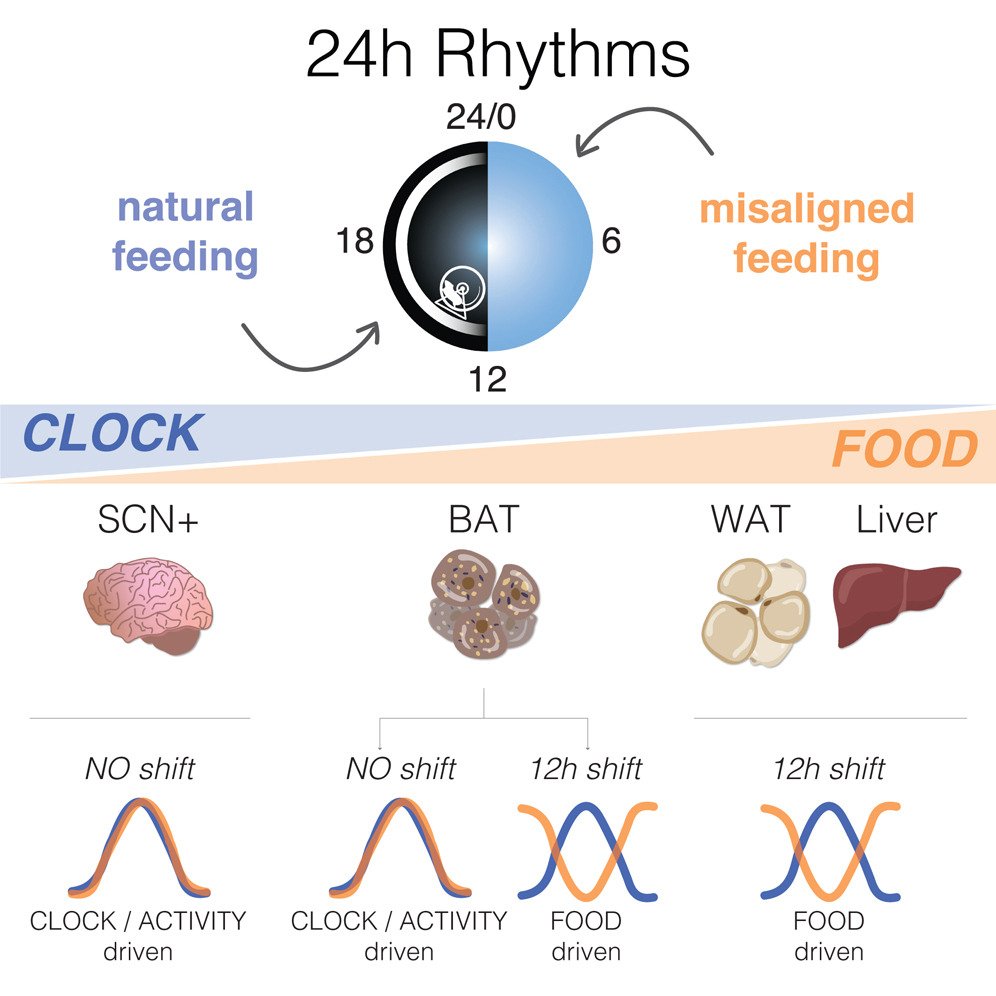 24h Rhythms
24/0
natural
feeding
18
6
misaligned
feeding
12
CLOCK
FOOD
SCN+
BAT
WAT
Liver
NO shift
NO shift
12h shift
12h shift
CLOCK / ACTIVITY
driven
CLOCK / ACTIVITY
driven
FOOD
driven
FOOD
driven